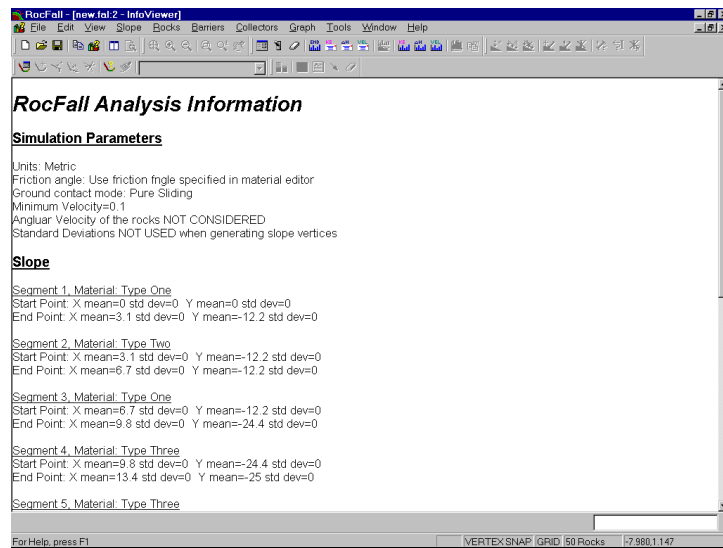 RocFall - [new.fal:2 - InfoViewer]
File Edit View Slope Rocks Barriers Collectors Graph Tools Window Help
RocFall Analysis Information
Simulation Parameters
Units: Metric
Friction angle: Use friction fngle specified in material editor
Ground contact mode: Pure Sliding
Minimum Velocity=0.1
Angluar Velocity of the rocks NOT CONSIDERED
Standard Deviations NOT USED when generating slope vertices
Slope
Segment 1, Material: Type One
Start Point: X mean=0 std dev=0 Y mean=0 std dev=0
End Point: X mean=3.1 std dev=0 Y mean=-12.2 std dev=0
Segment 2, Material: Type Two
Start Point: X mean=3.1 std dev=0 Y mean=-12.2 std dev=0
End Point: X mean=6.7 std dev=0 Y mean=-12.2 std dev=0
Segment 3, Material: Type One
Start Point: X mean=6.7 std dev=0 Y mean=-12.2 std dev=0
End Point: X mean=9.8 std dev=0 Y mean=-24.4 std dev=0
Segment 4, Material: Type Three
Start Point: X mean=9.8 std dev=0 Y mean=-24.4 std dev=0
End Point: X mean=13.4 std dev=0 Y mean=-25 std dev=0
Segment 5, Material: Type Three
For Help, press F1
VERTEX SNAP GRID 50 Rocks -7.980,1.147